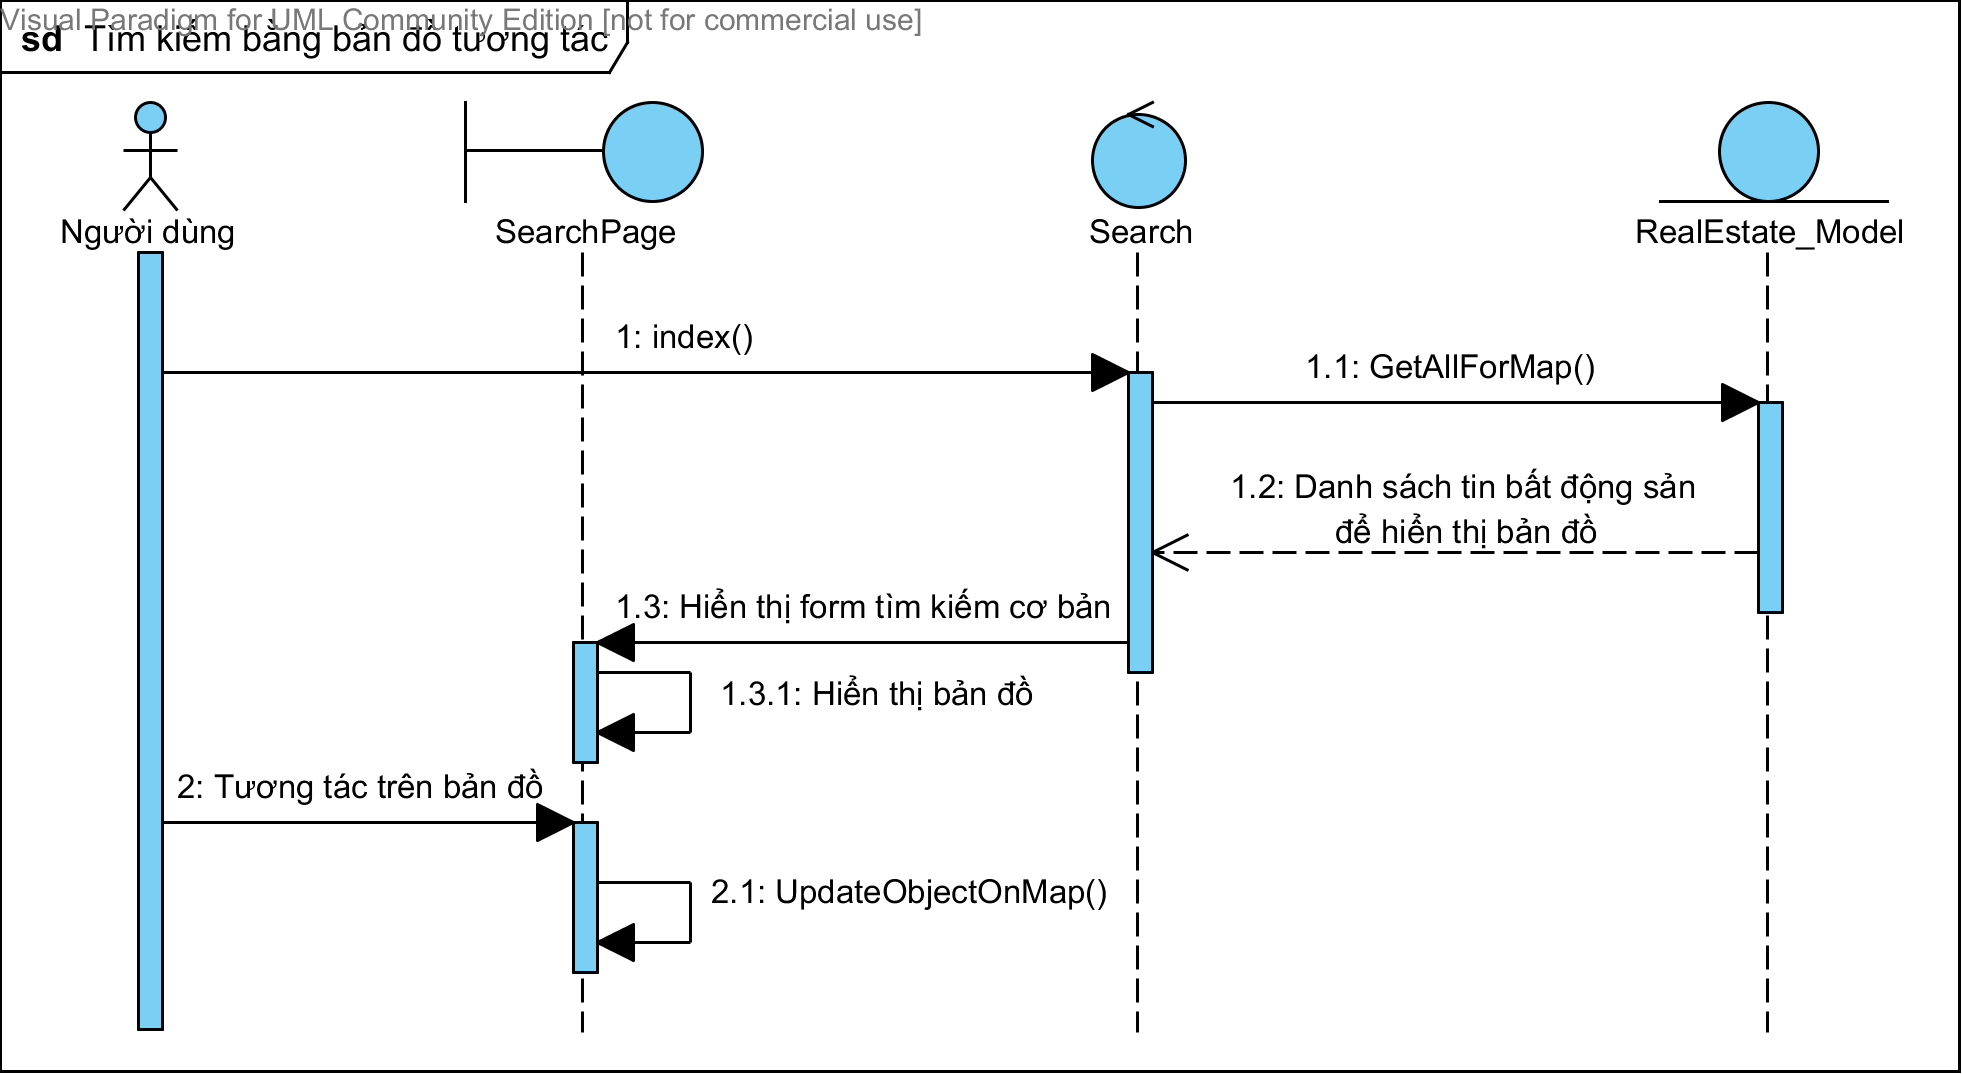 Visual Paradigm for UML Community Edition [not for commercial use]
sd Tìm kiếm bằng bản đồ tương tác
Người dùng
SearchPage
Search
RealEstate_Model
1: index()
1.1: GetAllForMap()
1.2: Danh sách tin bất động sản
để hiển thị bản đồ
1.3: Hiển thị form tìm kiếm cơ bản
1.3.1: Hiển thị bản đồ
2: Tương tác trên bản đồ
2.1: UpdateObjectOnMap()